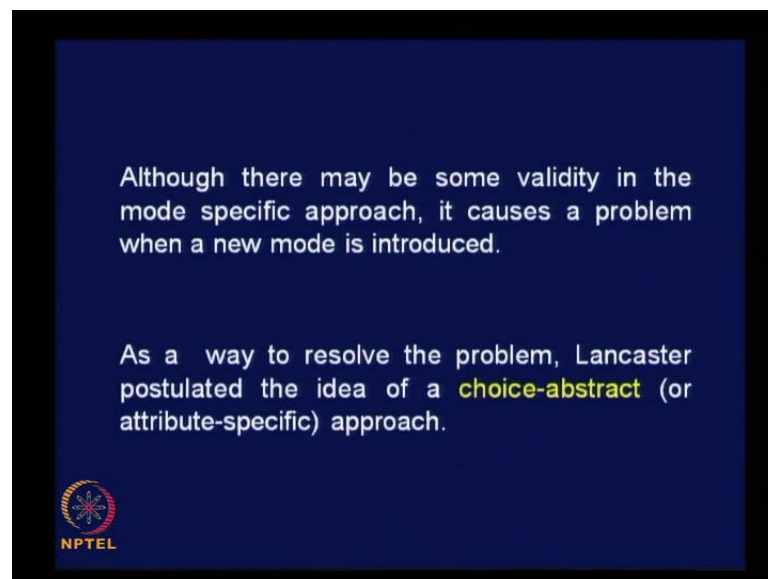 Although there may be some validity in the
mode specific approach, it causes a problem
when a new mode is introduced.
As a way to resolve the problem, Lancaster
postulated the idea of a choice-abstract (or
attribute-specific) approach.
NPTEL